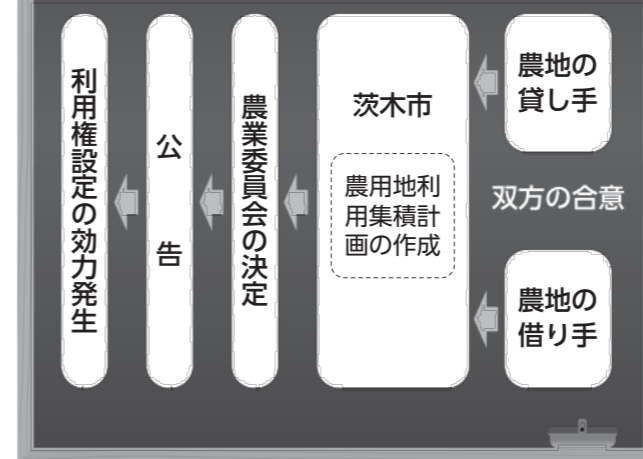 農地の
貸し手
双方の合意
農地の
借り手
茨木市
農用地利
用集積計
画の作成
農業委員会の決定
公告
利用権設定の効力発生